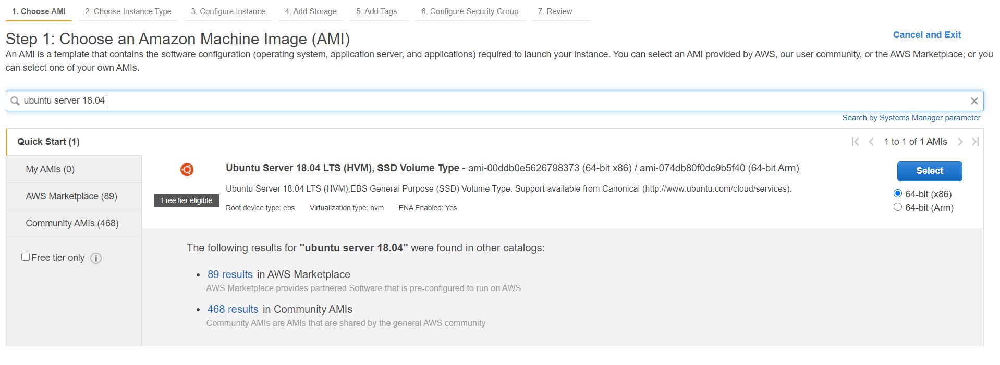 1. Choose AMI 2. Choose Instance Type 3. Configure Instance 4. Add Storage 5. Add Tags 6. Configure Security Group 7. Review
Step 1: Choose an Amazon Machine Image (AMI)
Cancel and Exit
An AMI is a template that contains the software configuration (operating system, application server, and applications) required to launch your instance. You can select an AMI provided by AWS, our user community, or the AWS Marketplace; or you
can select one of your own AMIs.
ubuntu server 18.04
Search by Systems Manager parameter
Quick Start (1)
1 to 1 of 1 AMIs
My AMIs (0)
AWS Marketplace (89)
Community AMIs (468)
Free tier only
Ubuntu Server 18.04 LTS (HVM), SSD Volume Type - ami-00ddb0e5626798373 (64-bit x86) / ami-074db80f0dc9b5f40 (64-bit Arm)
Ubuntu Server 18.04 LTS (HVM),EBS General Purpose (SSD) Volume Type. Support available from Canonical (http://www.ubuntu.com/cloud/services).
Free tier eligible
Root device type: ebs Virtualization type: hvm ENA Enabled: Yes
Select
64-bit (x86)
64-bit (Arm)
The following results for "ubuntu server 18.04" were found in other catalogs:
• 89 results in AWS Marketplace
AWS Marketplace provides partnered Software that is pre-configured to run on AWS
• 468 results in Community AMIs
Community AMIs are AMIs that are shared by the general AWS community